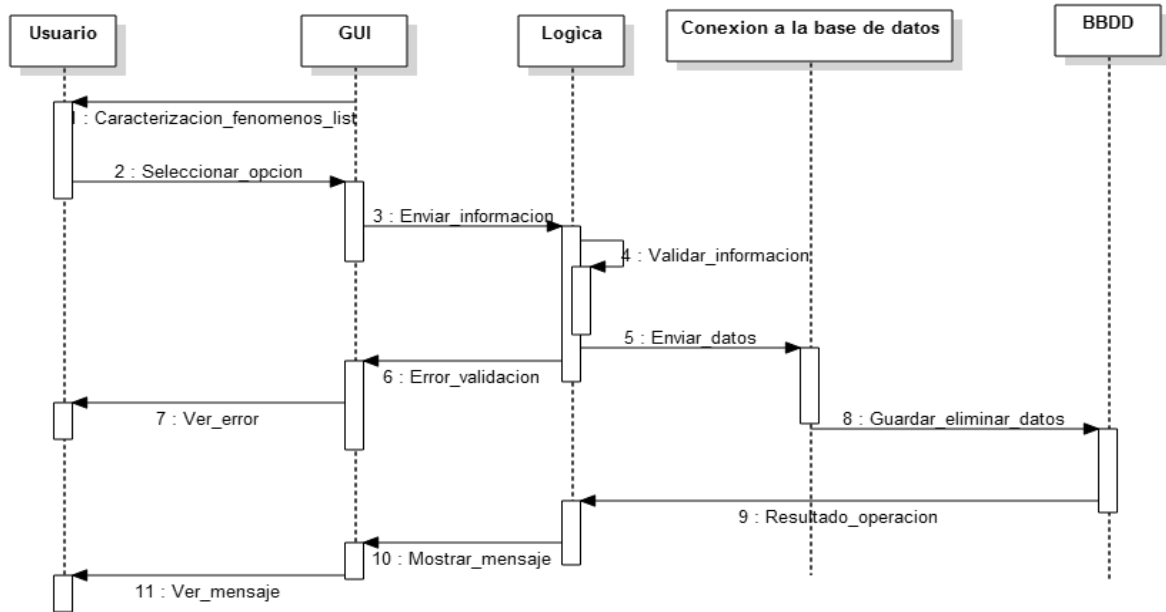 Usuario
GUI
Logìca
Conexion a la base de datos
BBDD
1 : Caracterizacion_fenomenos_list
2 : Seleccionar_opcion
3 : Enviar_informacion
4 : Validar_informacion
5 : Enviar_datos
6 : Error_validacion
7 : Ver_error
8 : Guardar_eliminar_datos
9 : Resultado_operacion
10 : Mostrar_mensaje
11 : Ver_mensaje